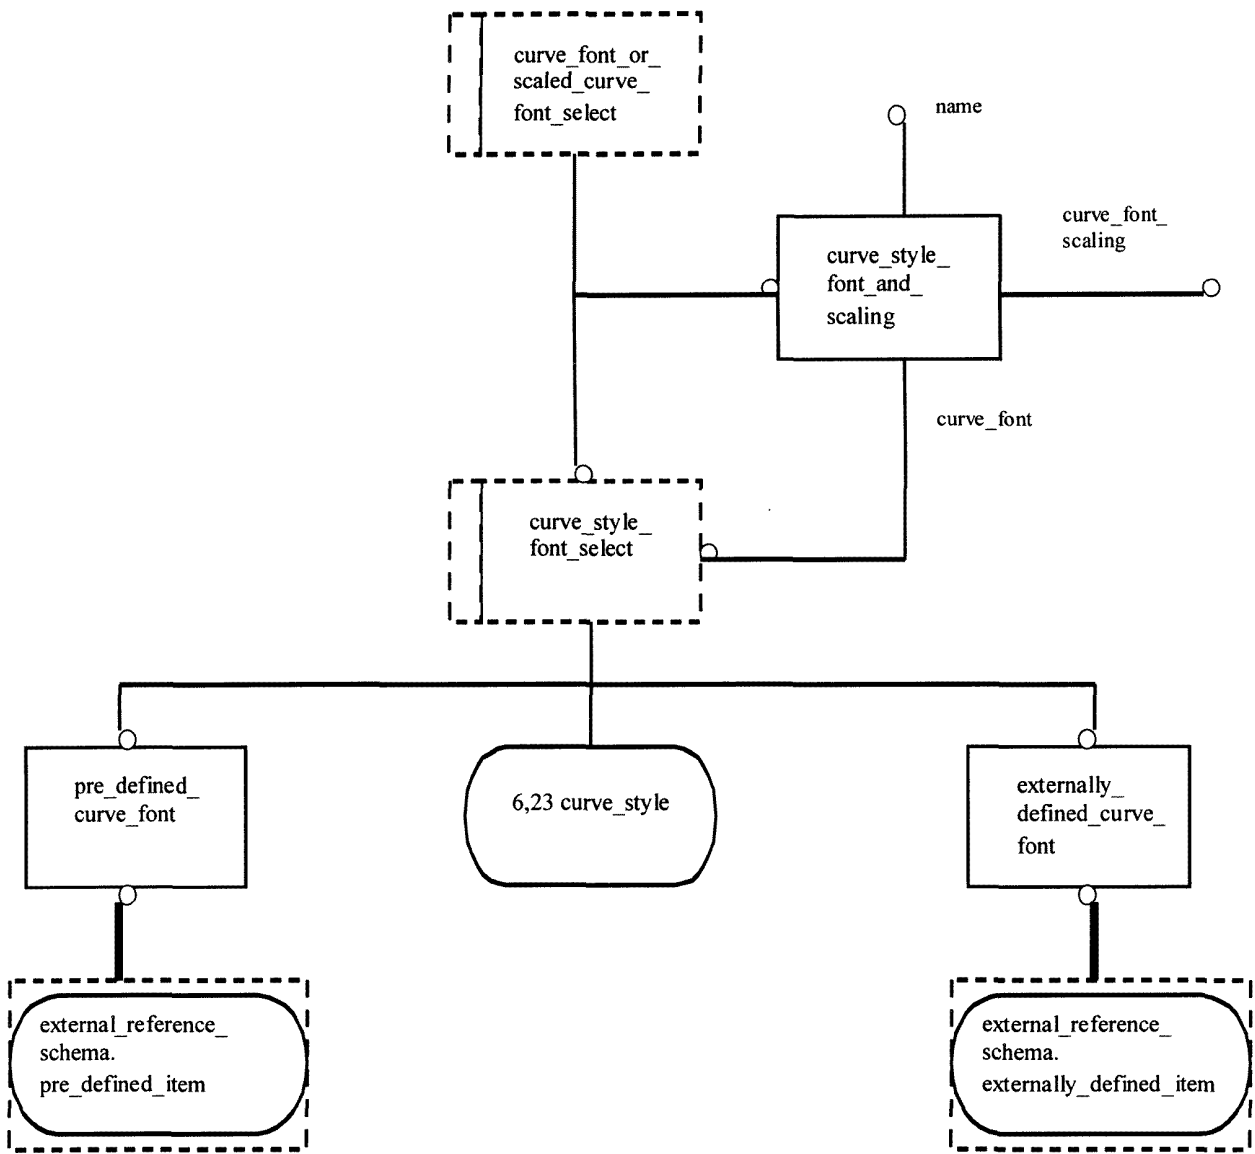 curve_font_or_
scaled_curve_
font_select
name
curve_font_
scaling
curve_style_
font_and_
scaling
curve_font
curve_style_
font_select
pre_defined_
curve_font
6,23 curve_style
externally_
defined_curve_
font
external_reference_
schema.
pre_defined_item
external_reference_
schema.
externally_defined_item